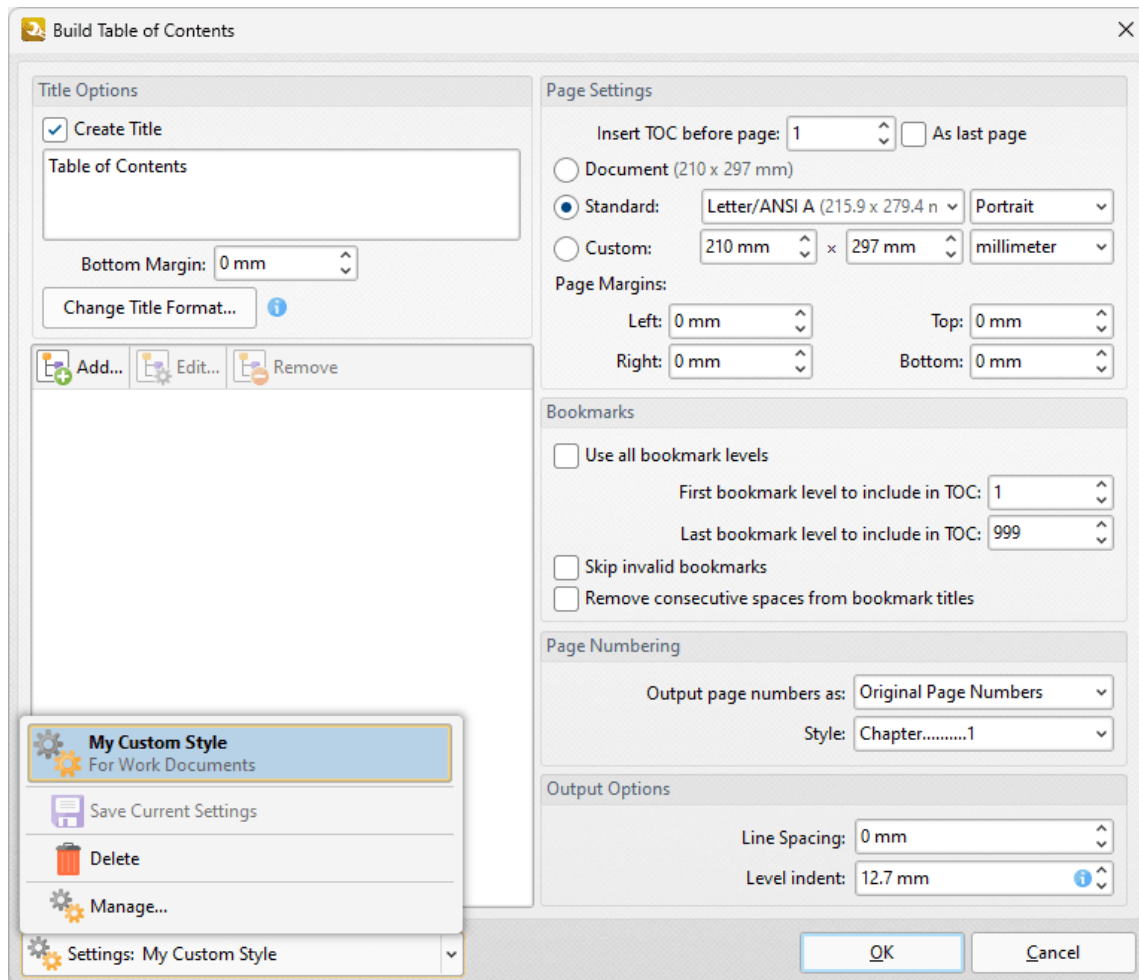 Build Table of Contents
Title Options
Create Title
Table of Contents
Bottom Margin: 0 mm
Change Title Format...
Add... Edit... Remove
My Custom Style
For Work Documents
Save Current Settings
Delete
Manage...
Settings: My Custom Style
Page Settings
Insert TOC before page: 1 As last page
Document (210 x 297 mm)
Standard: Letter/ANSI A (215.9 x 279.4 n Portrait
Custom: 210 mm × 297 mm millimeter
Page Margins:
Left: 0 mm Top: 0 mm
Right: 0 mm Bottom: 0 mm
Bookmarks
Use all bookmark levels
First bookmark level to include in TOC: 1
Last bookmark level to include in TOC: 999
Skip invalid bookmarks
Remove consecutive spaces from bookmark titles
Page Numbering
Output page numbers as: Original Page Numbers
Style: Chapter..........1
Output Options
Line Spacing: 0 mm
Level indent: 12.7 mm
OK Cancel